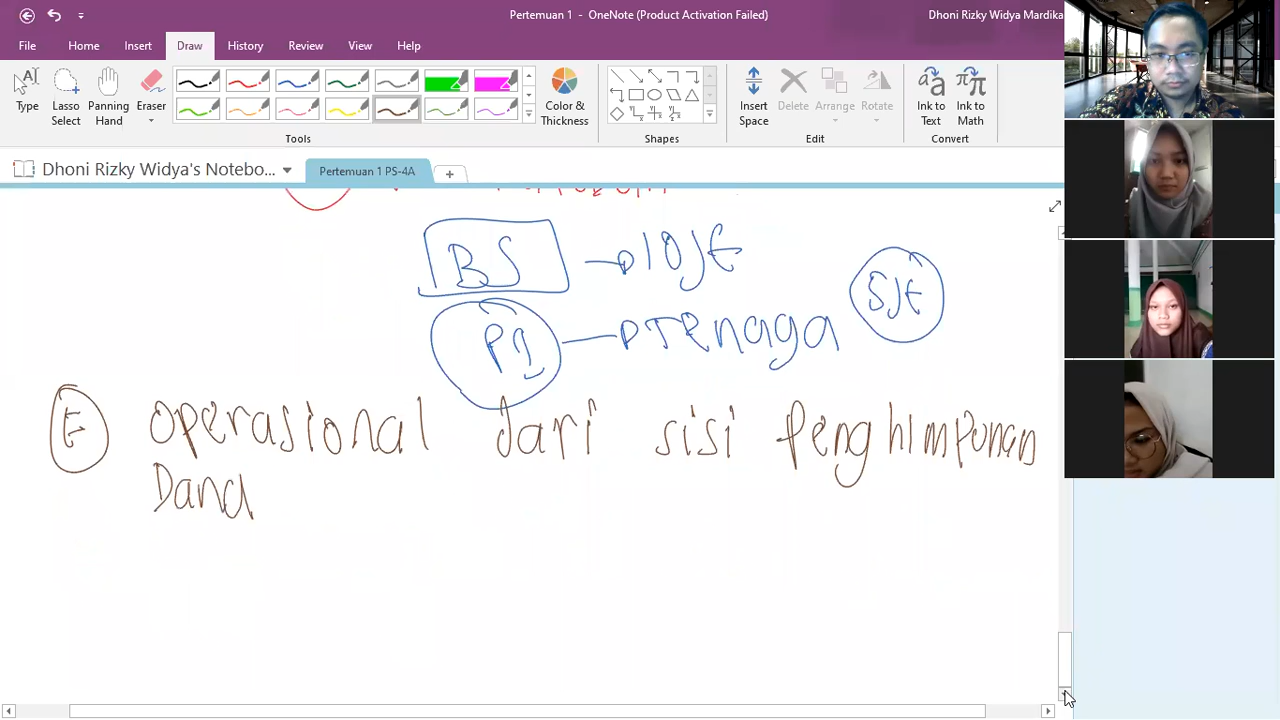 Pertemuan 1 - OneNote (Product Activation Failed)
Dhoni Rizky Widya Mardika
File Home Insert Draw History Review View Help
Type
Lasso Select
Panning Hand
Eraser
Color & Thickness
Insert Space
Delete
Arrange
Rotate
Ink to Text
Ink to Math
Tools
Shapes
Edit
Convert
Dhoni Rizky Widya's Notebo...
Pertemuan 1 PS-4A
BS
SJE
Tenaga
E Operasional dari sisi Penghimpunan
Dana